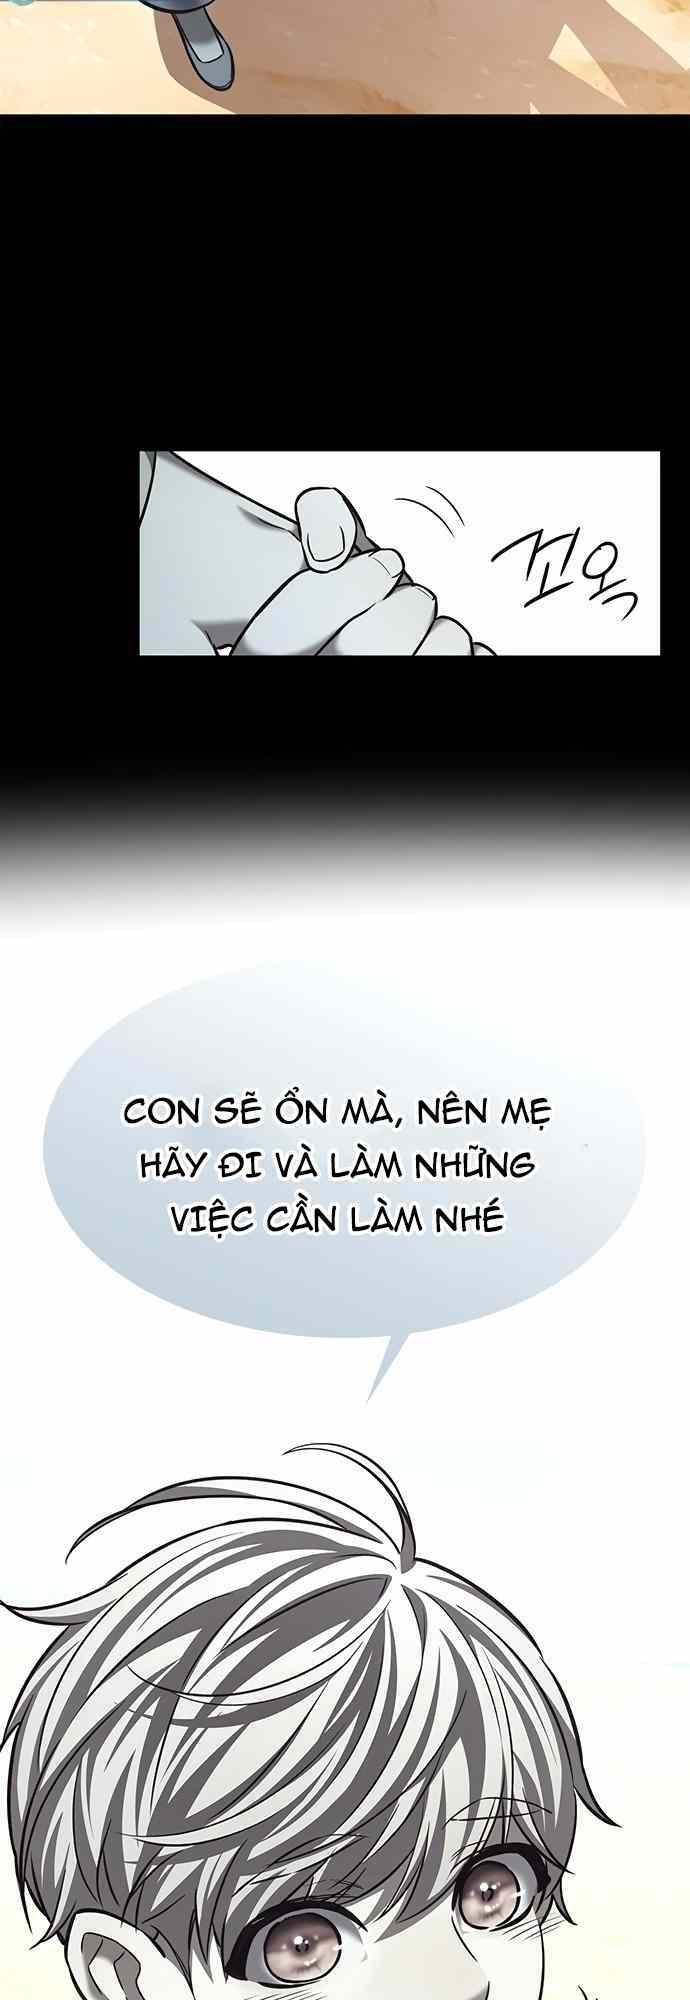 꼬옥
CON SẼ ỔN MÀ, NÊN MẸ
HÃY ĐI VÀ LÀM NHỮNG
VIỆC CẦN LÀM NHÉ